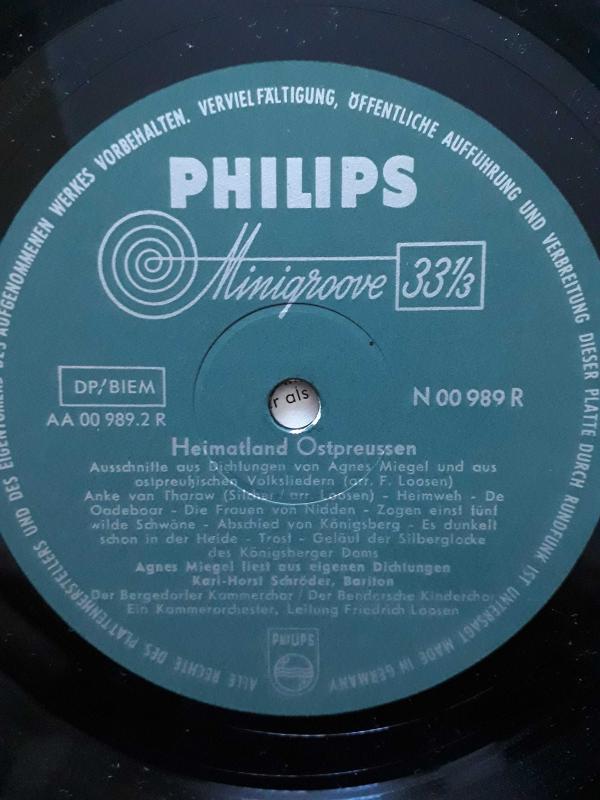 ALLE RECHTE DES PLATTENHERSTELLERS UND DES EIGENTÜMERS DES AUFGENOMMENEN WERKES VORBEHALTEN. VERVIELFÄLTIGUNG, ÖFFENTLICHE AUFFÜHRUNG UND VERBREITUNG DIESER PLATTE DURCH RUNDFUNK IST UNTERSAGT MADE IN GERMANY
PHILIPS
Minigroove 33⅓
DP/BIEM
AA 00 989.2 R
N 00 989 R
r als
Heimatland Ostpreussen
Ausschnitte aus Dichtungen von Agnes Miegel und aus
ostpreußischen Volksliedern (arr. F. Loosen)
Anke van Tharaw (Silcher / arr. Loosen) - Heimweh - De
Oadeboar - Die Frauen von Nidden - Zogen einst fünf
wilde Schwäne - Abschied von Königsberg - Es dunkelt
schon in der Heide - Trost - Geläut der Silberglocke
des Königsberger Doms
Agnes Miegel liest aus eigenen Dichtungen
Karl-Horst Schröder, Bariton
Der Bergedorfer Kammerchor / Der Bendersche Kinderchor
Ein Kammerorchester, Leitung Friedrich Loosen
PHILIPS